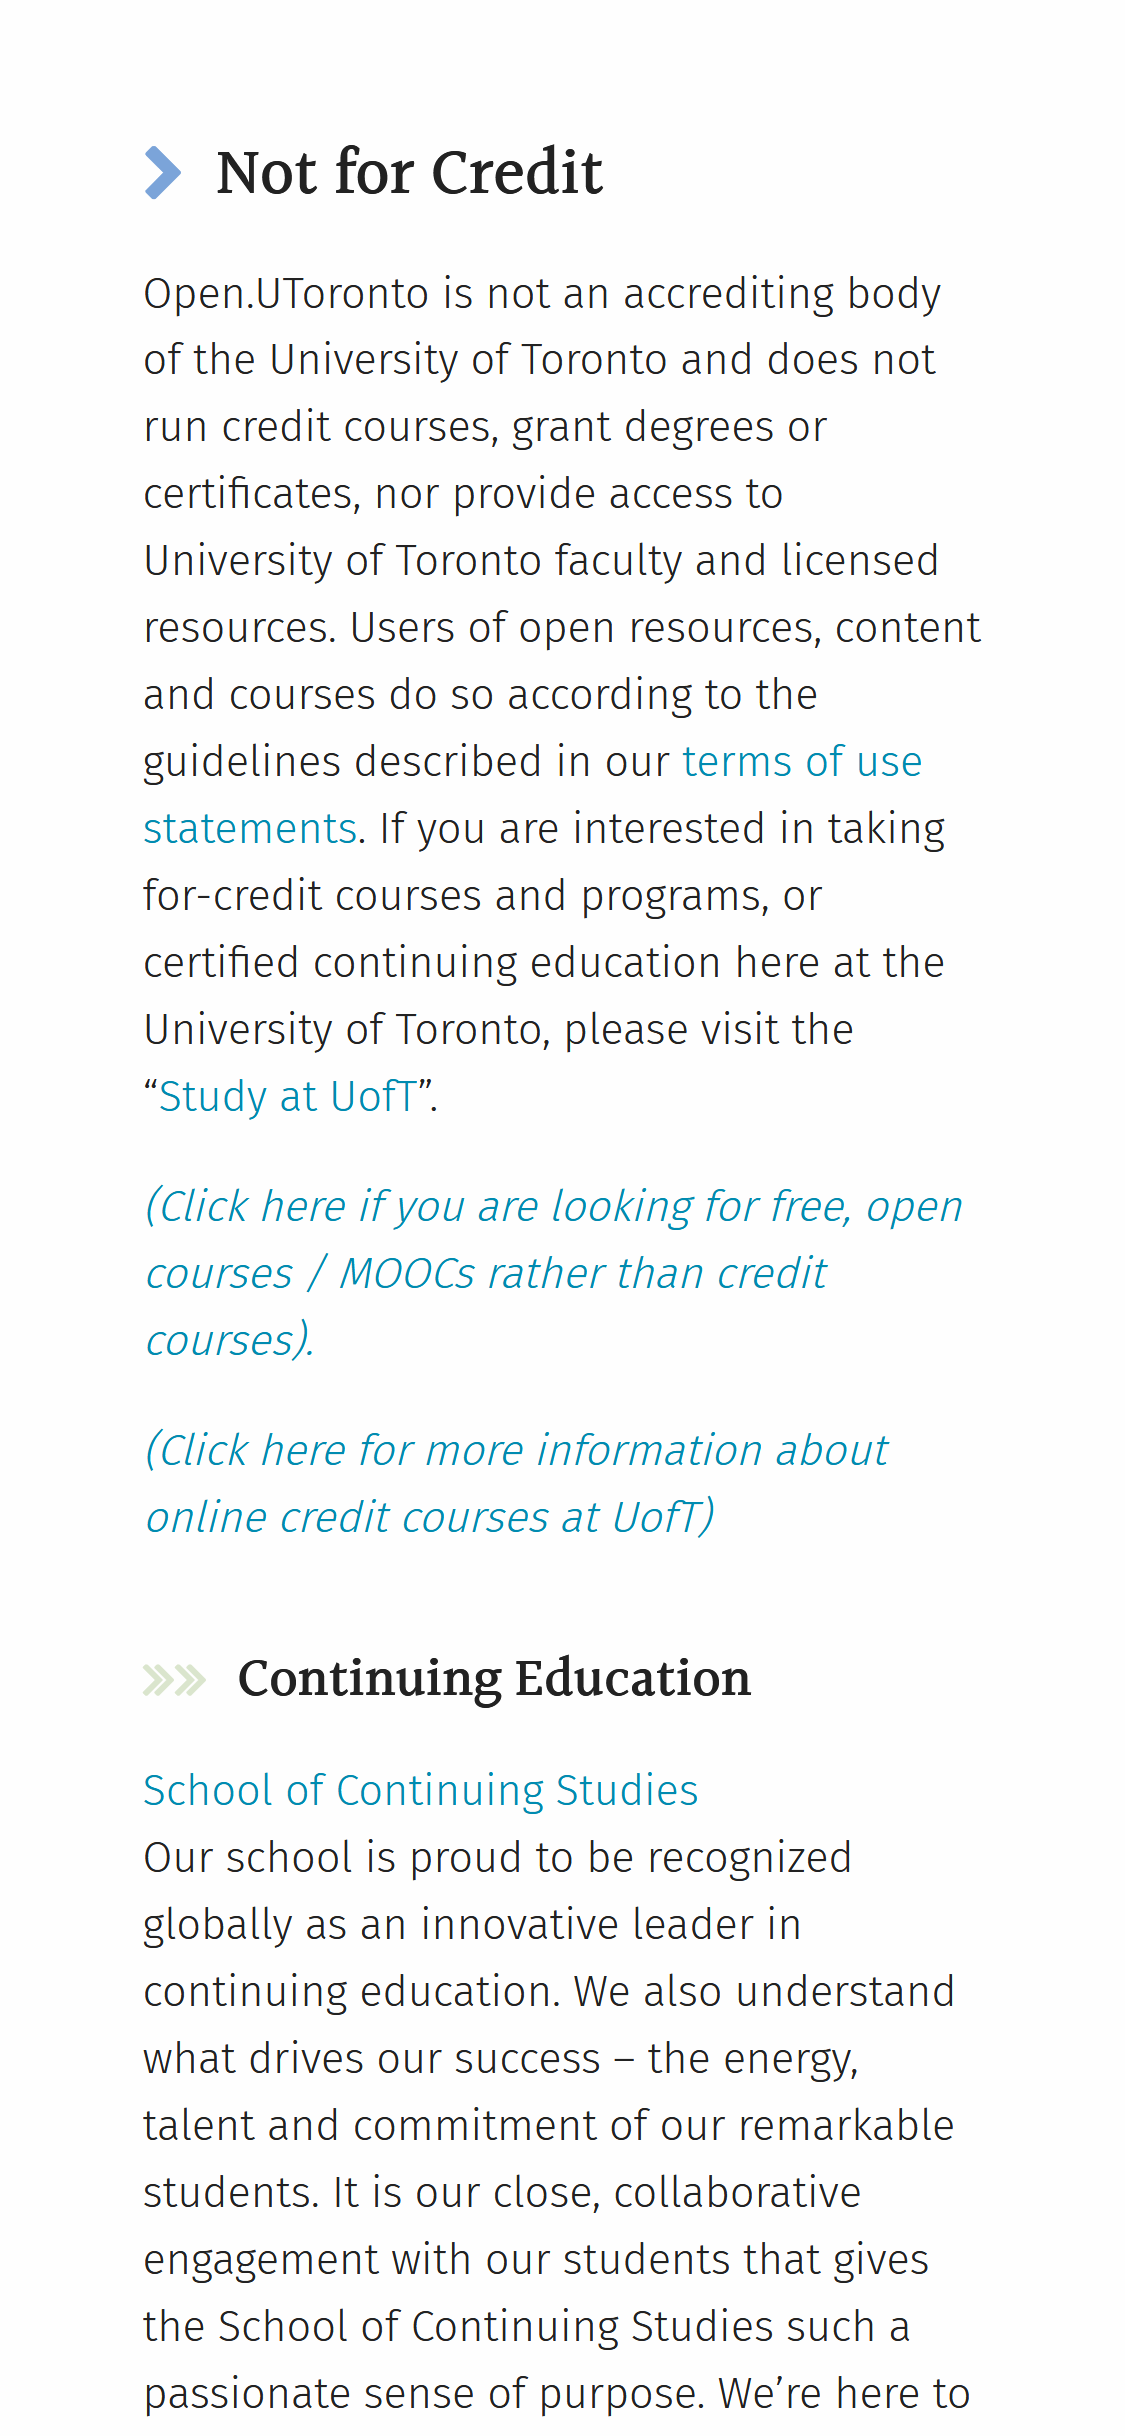 Not for Credit
Open.UToronto is not an accrediting body
of the University of Toronto and does not
run credit courses, grant degrees or
certificates, nor provide access to
University of Toronto faculty and licensed
resources. Users of open resources, content
and courses do so according to the
guidelines described in our terms of use
statements. If you are interested in taking
for-credit courses and programs, or
certified continuing education here at the
University of Toronto, please visit the
“Study at UofT”.
(Click here if you are looking for free, open
courses / MOOCs rather than credit
courses).
(Click here for more information about
online credit courses at UofT)
Continuing Education
School of Continuing Studies
Our school is proud to be recognized
globally as an innovative leader in
continuing education. We also understand
what drives our success – the energy,
talent and commitment of our remarkable
students. It is our close, collaborative
engagement with our students that gives
the School of Continuing Studies such a
passionate sense of purpose. We’re here to